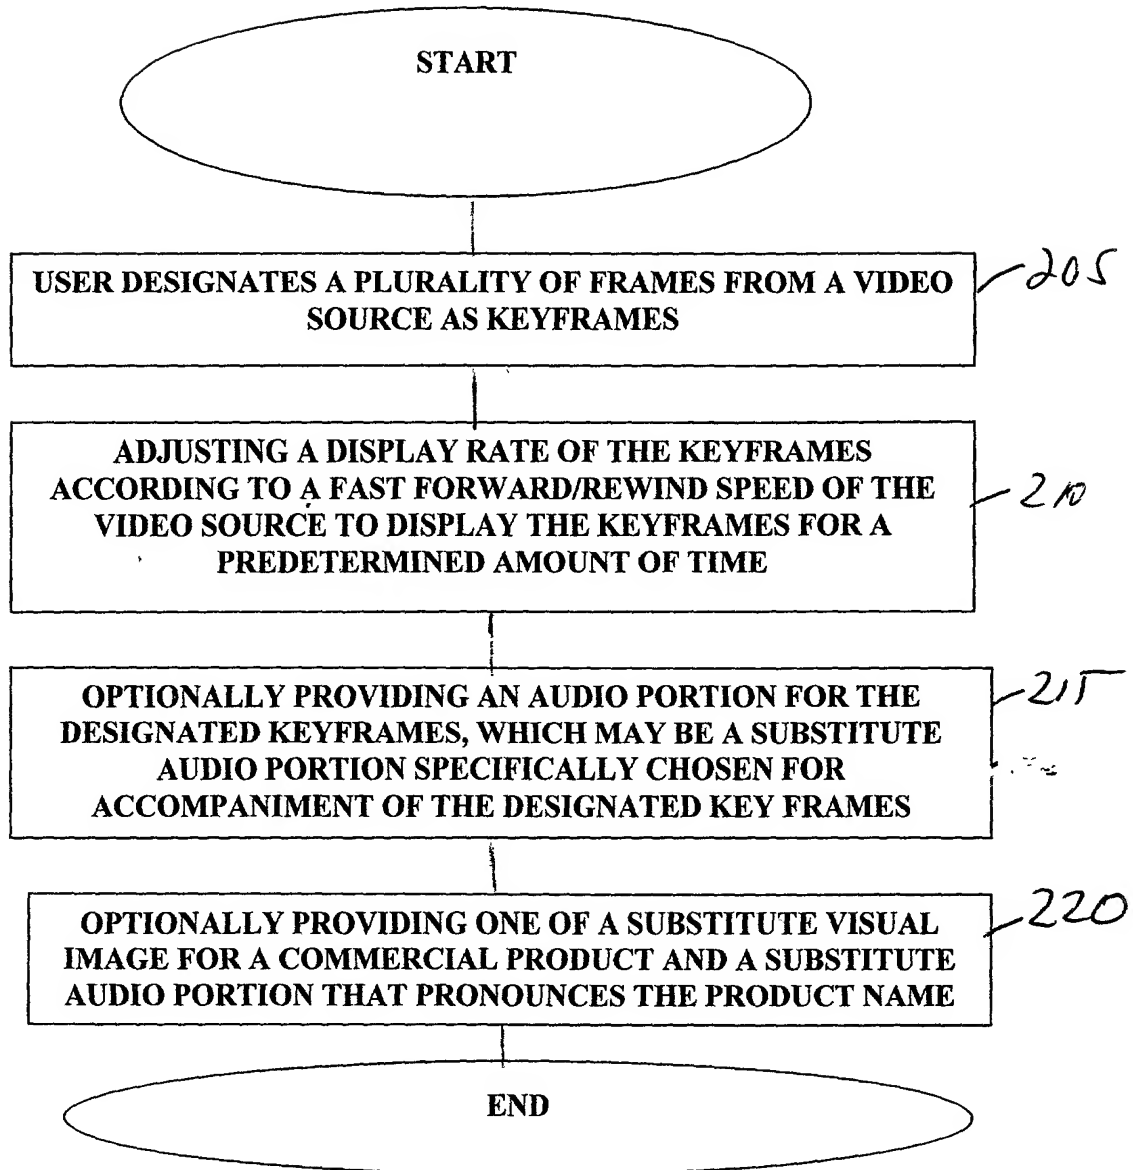 START
USER DESIGNATES A PLURALITY OF FRAMES FROM A VIDEO
SOURCE AS KEYFRAMES
205
ADJUSTING A DISPLAY RATE OF THE KEYFRAMES
ACCORDING TO A FAST FORWARD/REWIND SPEED OF THE
VIDEO SOURCE TO DISPLAY THE KEYFRAMES FOR A
PREDETERMINED AMOUNT OF TIME
210
OPTIONALLY PROVIDING AN AUDIO PORTION FOR THE
DESIGNATED KEYFRAMES, WHICH MAY BE A SUBSTITUTE
AUDIO PORTION SPECIFICALLY CHOSEN FOR
ACCOMPANIMENT OF THE DESIGNATED KEY FRAMES
215
OPTIONALLY PROVIDING ONE OF A SUBSTITUTE VISUAL
IMAGE FOR A COMMERCIAL PRODUCT AND A SUBSTITUTE
AUDIO PORTION THAT PRONOUNCES THE PRODUCT NAME
220
END